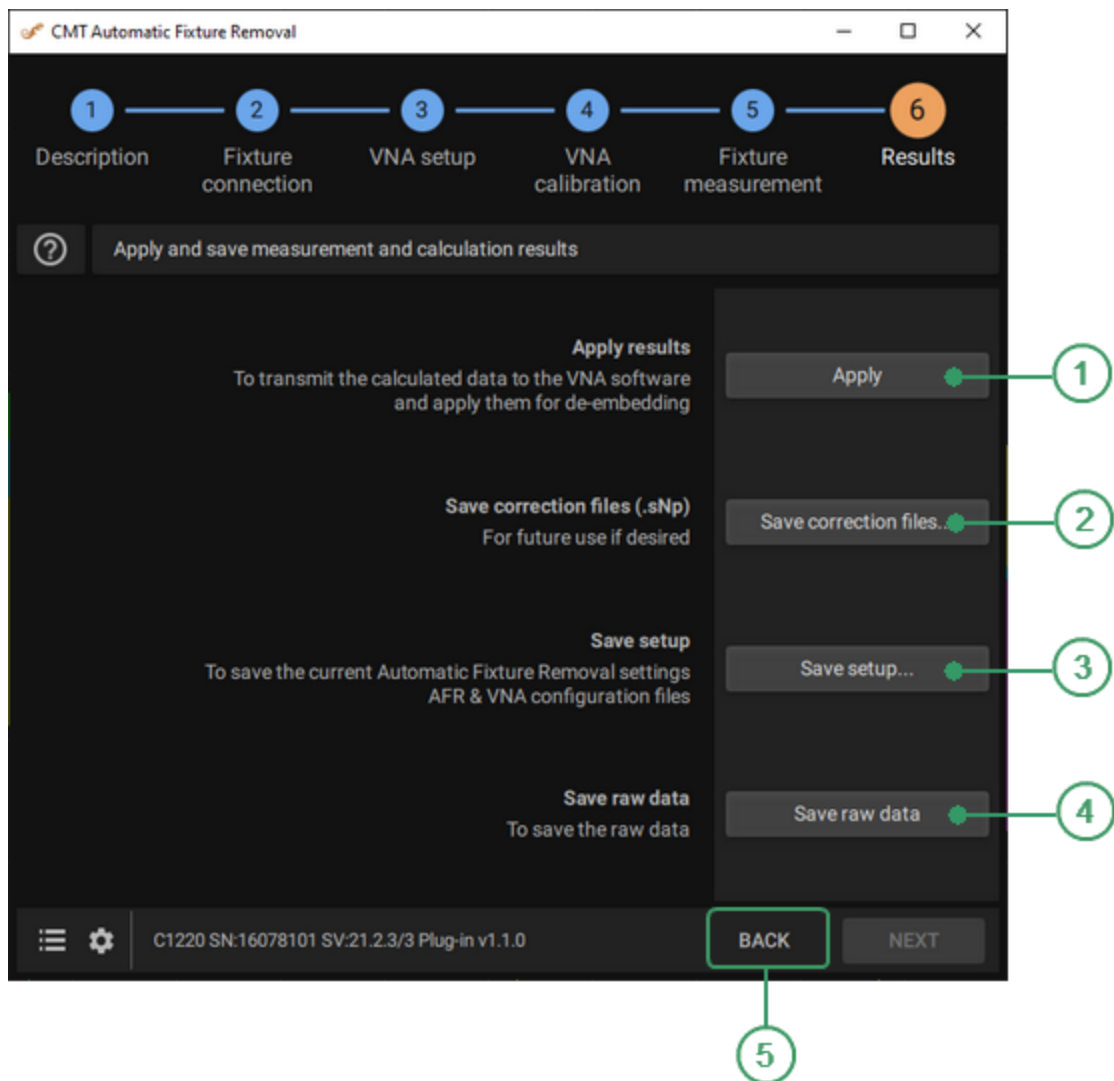 CMT Automatic Fixture Removal
1 2 3 4 5 6
Description Fixture VNA setup VNA Fixture Results
connection calibration measurement
Apply and save measurement and calculation results
Apply results
To transmit the calculated data to the VNA software
and apply them for de-embedding
Apply
1
Save correction files (.sNp)
For future use if desired
Save correction files...
2
Save setup
To save the current Automatic Fixture Removal settings
AFR & VNA configuration files
Save setup...
3
Save raw data
To save the raw data
Save raw data
4
C1220 SN:16078101 SV:21.2.3/3 Plug-in v1.1.0
BACK
NEXT
5